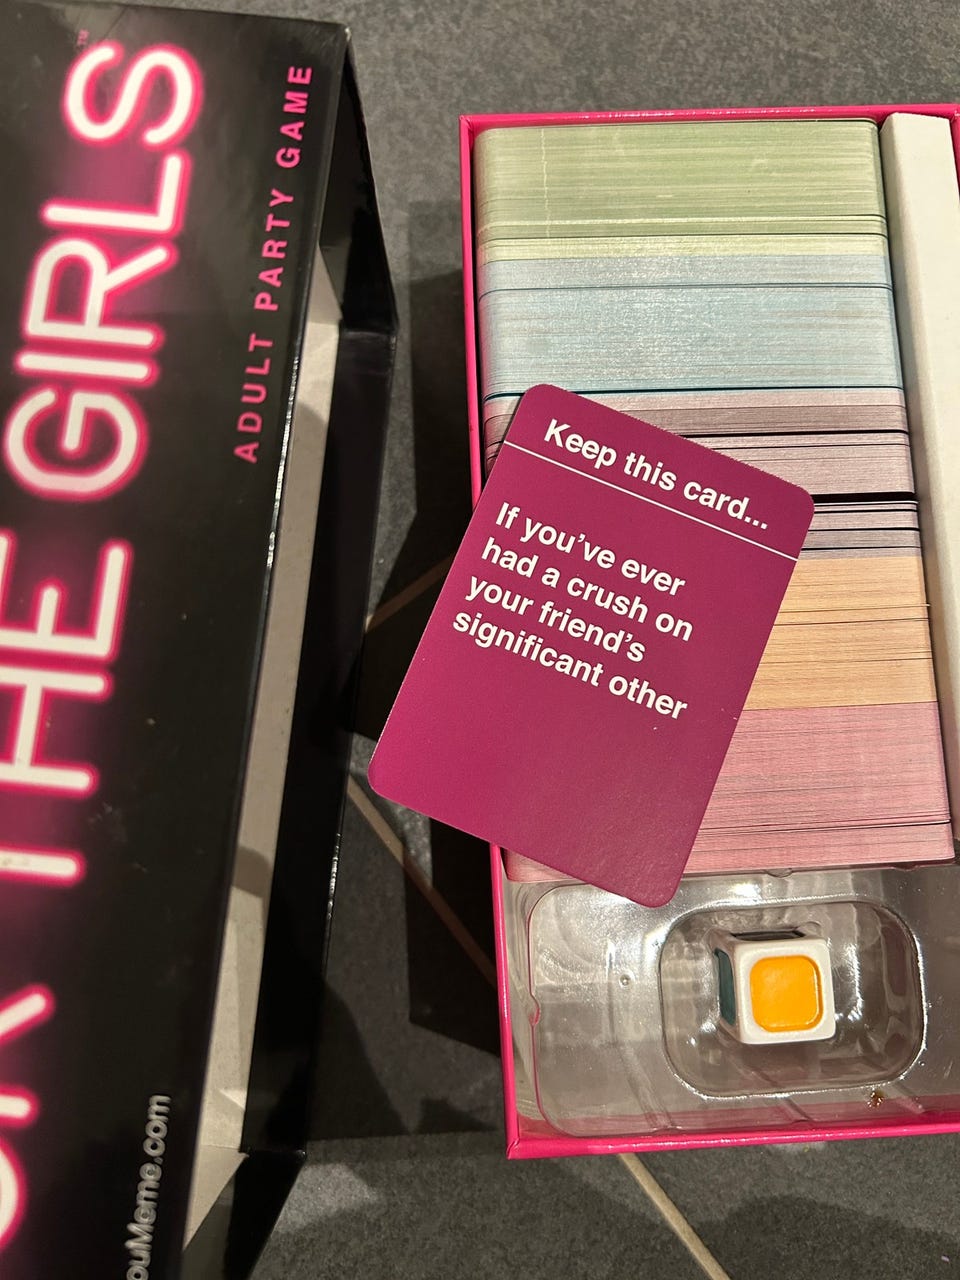 THE GIRLS
ADULT PARTY GAME
Keep this card...
If you've ever
had a crush on
your friend's
significant other